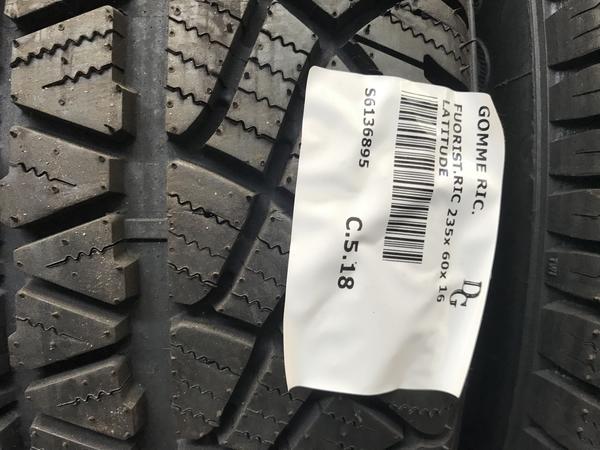 GOMME RIC.
FUORIST.RIC 235x 60x 16
LATITUDE
DG
S6136895
C.5.18